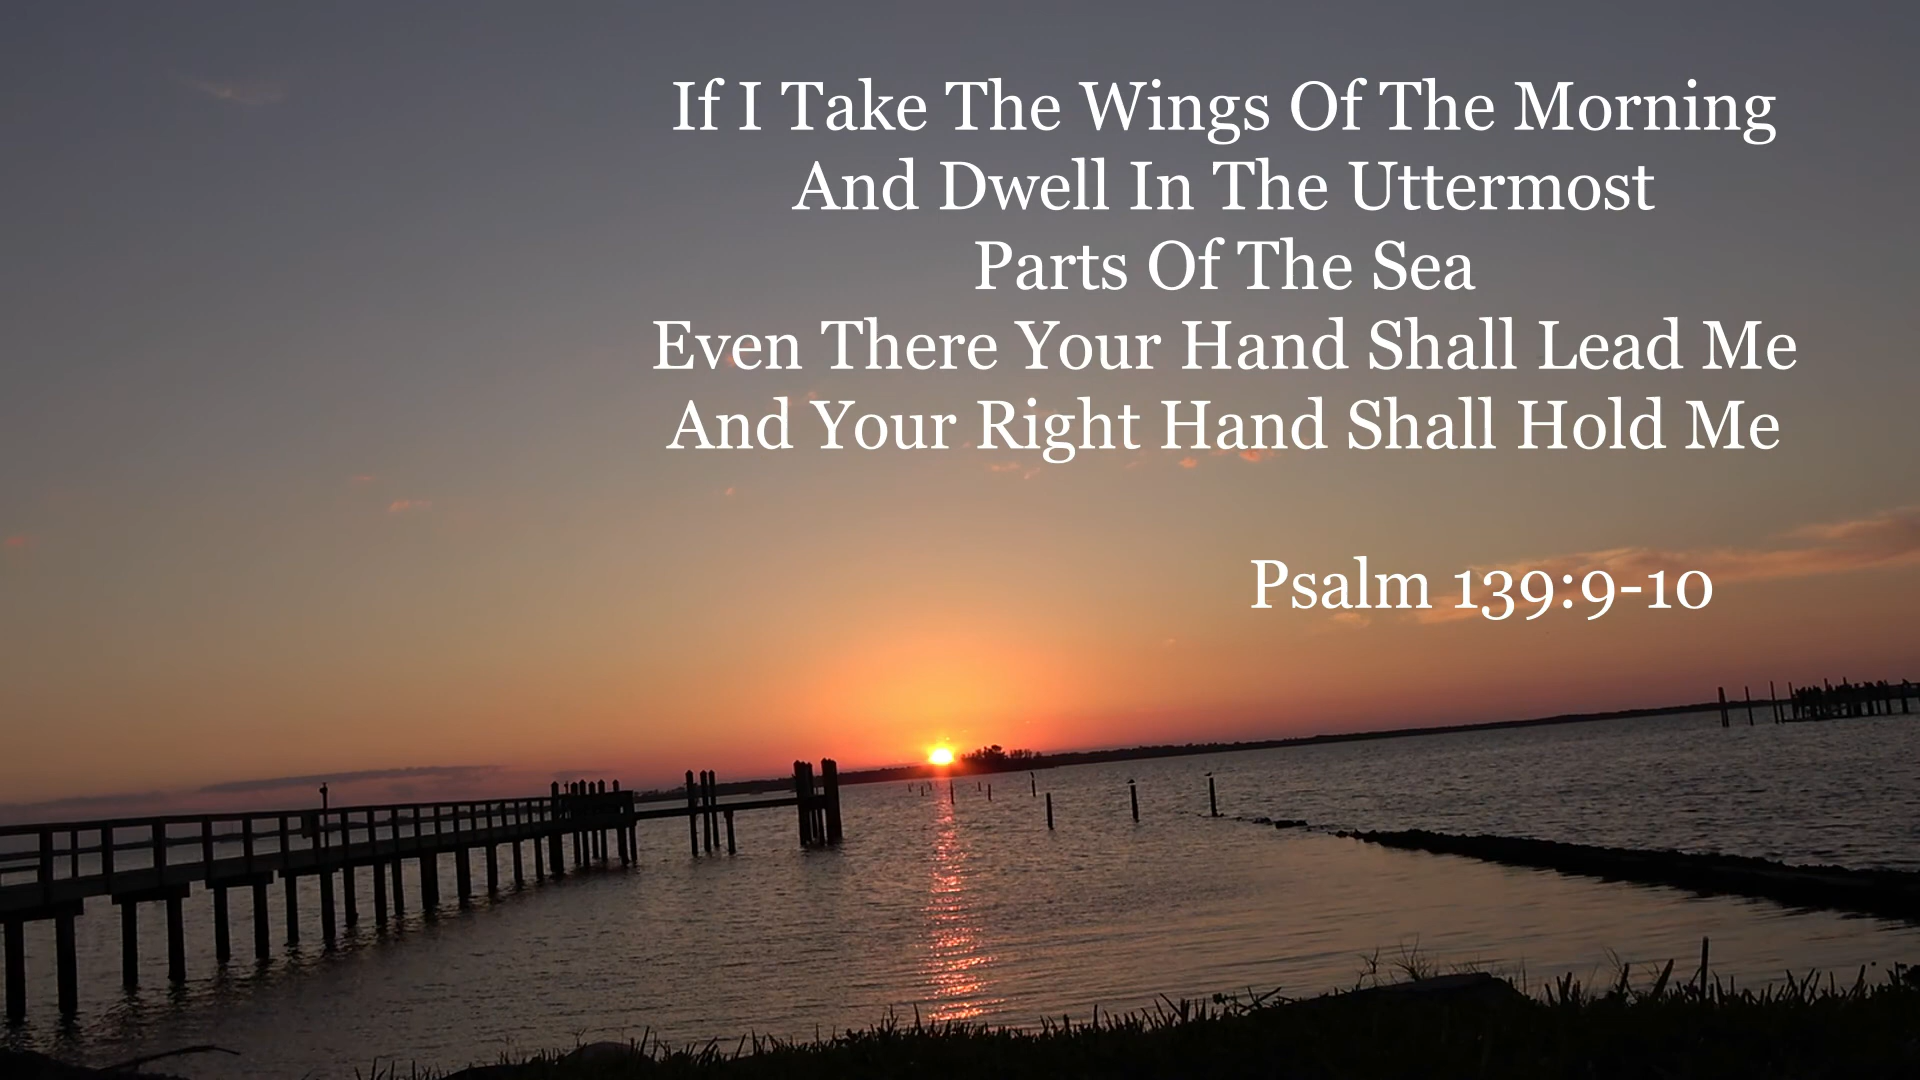 If I Take The Wings Of The Morning
And Dwell In The Uttermost
Parts Of The Sea
Even There Your Hand Shall Lead Me
And Your Right Hand Shall Hold Me
Psalm 139:9-10